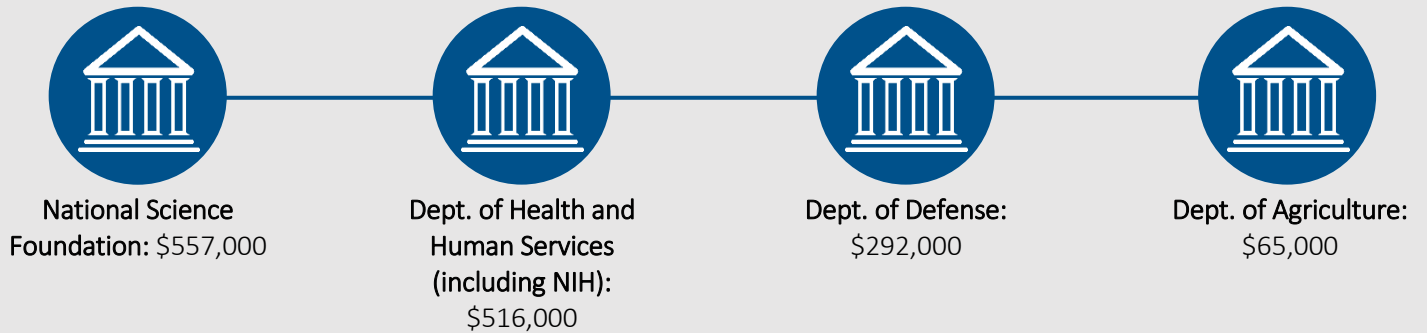 National Science
Foundation: $557,000
Dept. of Health and
Human Services
(including NIH):
$516,000
Dept. of Defense:
$292,000
Dept. of Agriculture:
$65,000